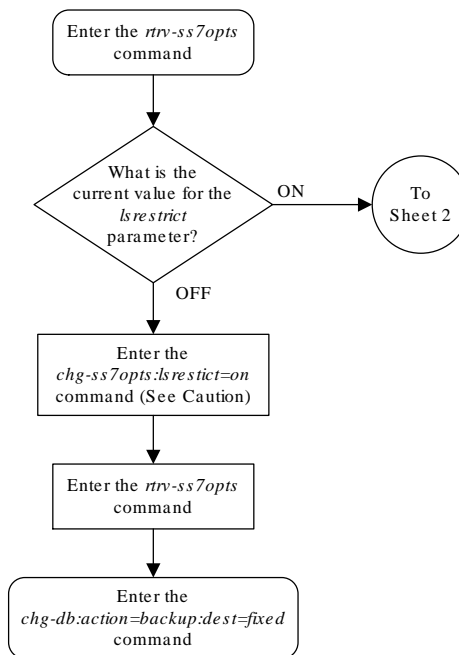 Enter the rtrv-ss7opts
command
What is the
current value for the
lsrestrict
parameter?
ON
To
Sheet 2
OFF
Enter the
chg-ss7opts:lsrestict=on
command (See Caution)
Enter the rtrv-ss7opts
command
Enter the
chg-db:action=backup:dest=fixed
command